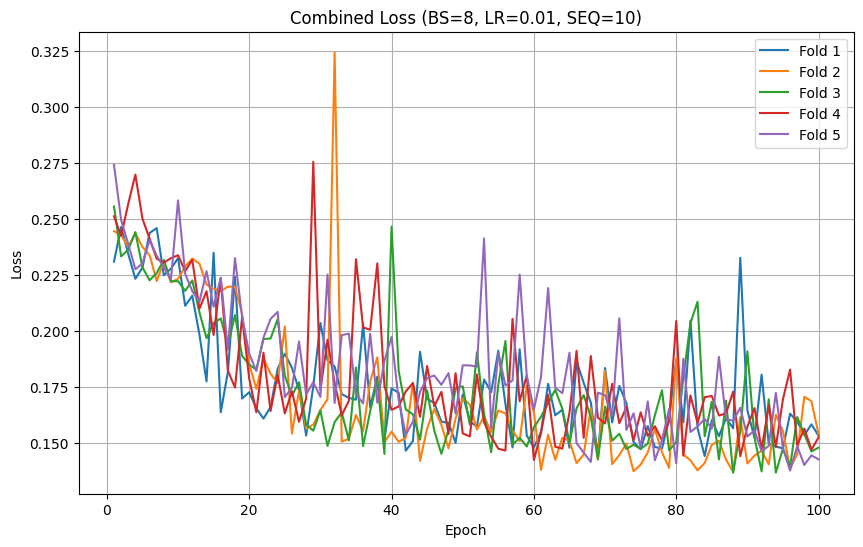 Combined Loss (BS=8, LR=0.01, SEQ=10)
Loss
0.325
0.300
0.275
0.250
0.225
0.200
0.175
0.150
Fold 1
Fold 2
Fold 3
Fold 4
Fold 5
0 20 40 60 80 100
Epoch